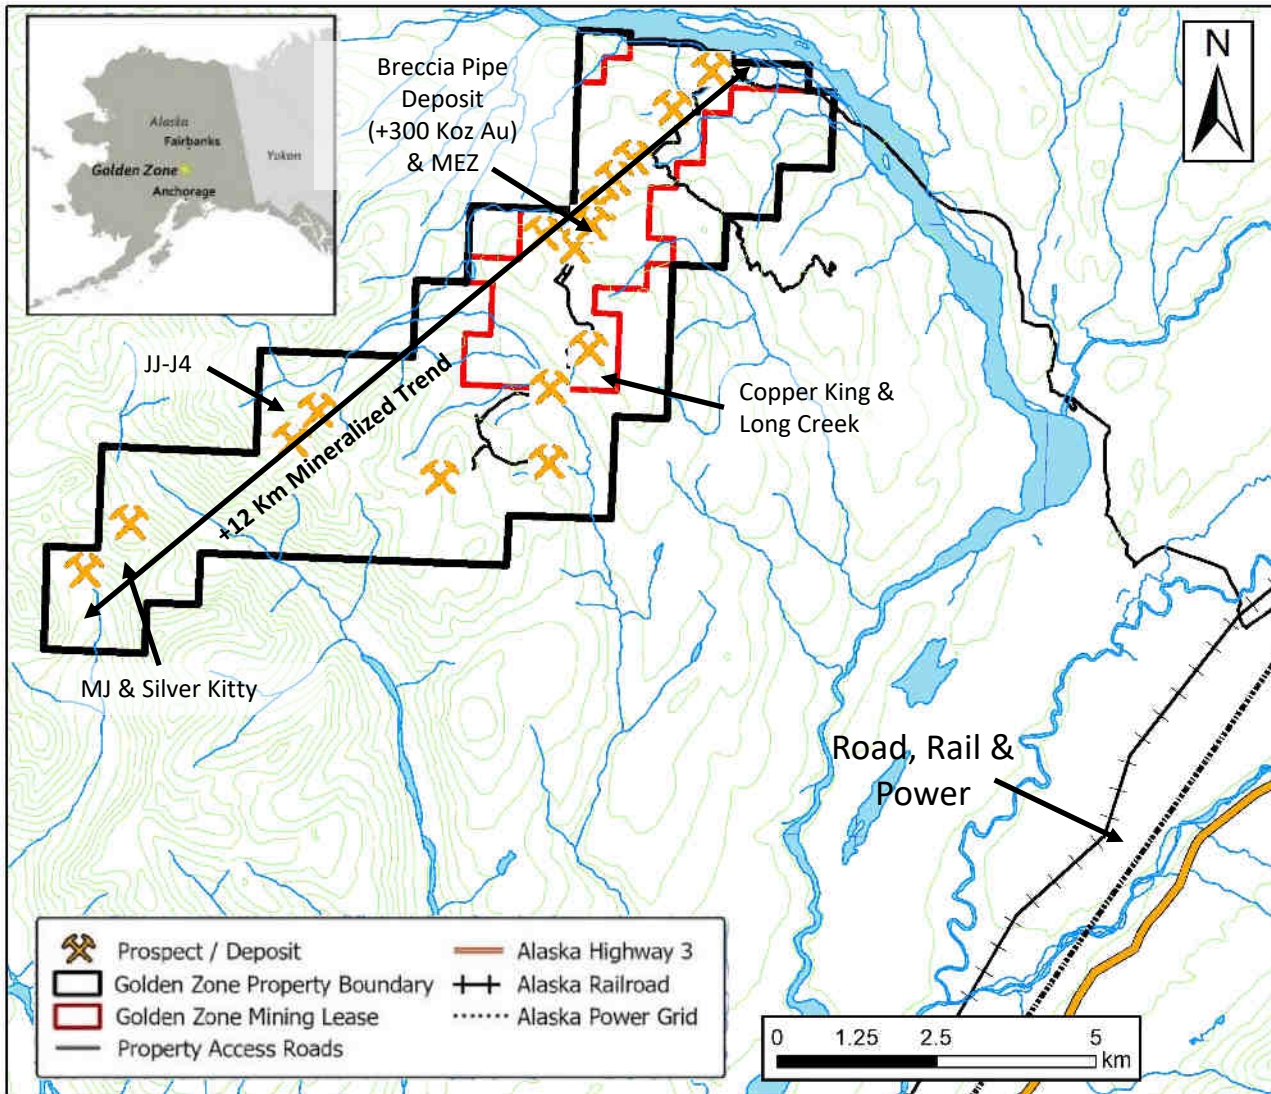 Alaska
Fairbanks
Yukon
Golden Zone
Anchorage
Breccia Pipe
Deposit
(+300 Koz Au)
& MEZ
N
JJ-J4
+12 Km Mineralized Trend
Copper King &
Long Creek
MJ & Silver Kitty
Road, Rail &
Power
Prospect / Deposit
Golden Zone Property Boundary
Golden Zone Mining Lease
Property Access Roads
Alaska Highway 3
Alaska Railroad
Alaska Power Grid
0 1.25 2.5 5
km